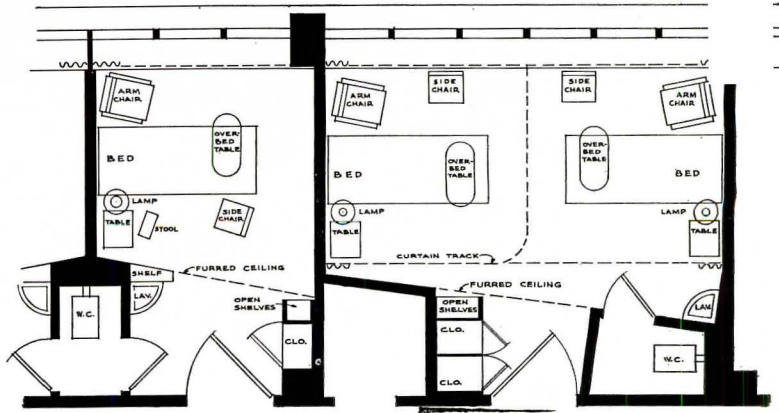 ARM
CHAIR
OVER-
BED
TABLE
BED
LAMP
TABLE
STOOL
SIDE
CHAIR
FURRED CEILING
SHELF
LAV.
W.C.
OPEN
SHELVES
CLO.
ARM
CHAIR
SIDE
CHAIR
SIDE
CHAIR
ARM
CHAIR
OVER-
BED
TABLE
BED
OVER-
BED
TABLE
BED
LAMP
TABLE
LAMP
TABLE
CURTAIN TRACK
FURRED CEILING
OPEN
SHELVES
CLO.
CLO.
LAV.
W.C.